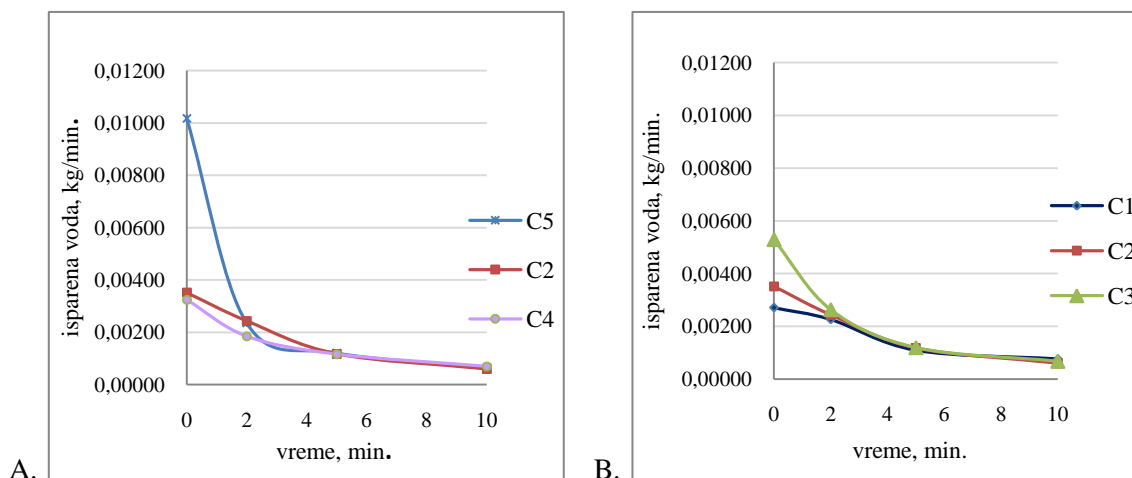 0,01200
0,01000
0,00800
0,00600
0,00400
0,00200
0,00000
isparena voda, kg/min.
0 2 4 6 8 10
vreme, min.
C5
C2
C4
A.
0,01200
0,01000
0,00800
0,00600
0,00400
0,00200
0,00000
isparena voda, kg/min.
0 2 4 6 8 10
vreme, min.
C1
C2
C3
B.